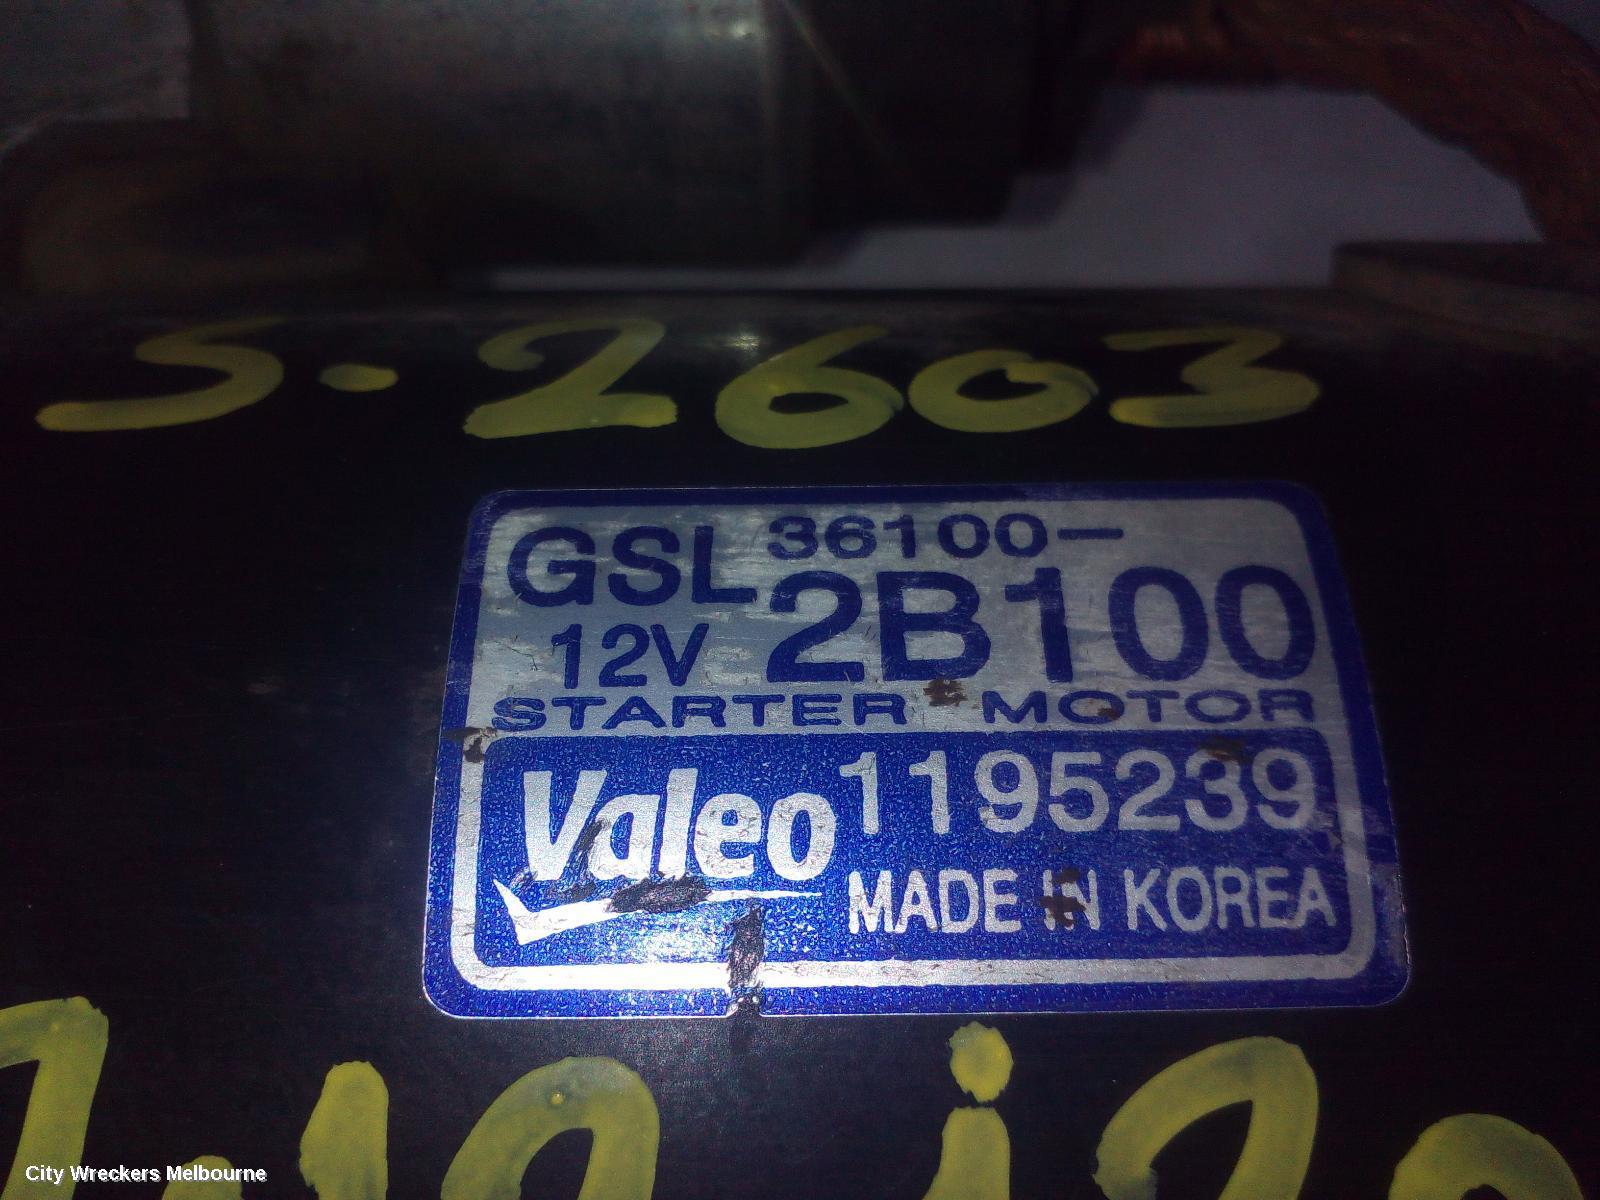 S·2603
GSL 36100-
12V 2B100
STARTER MOTOR
Valeo 1195239
MADE IN KOREA
City Wreckers Melbourne